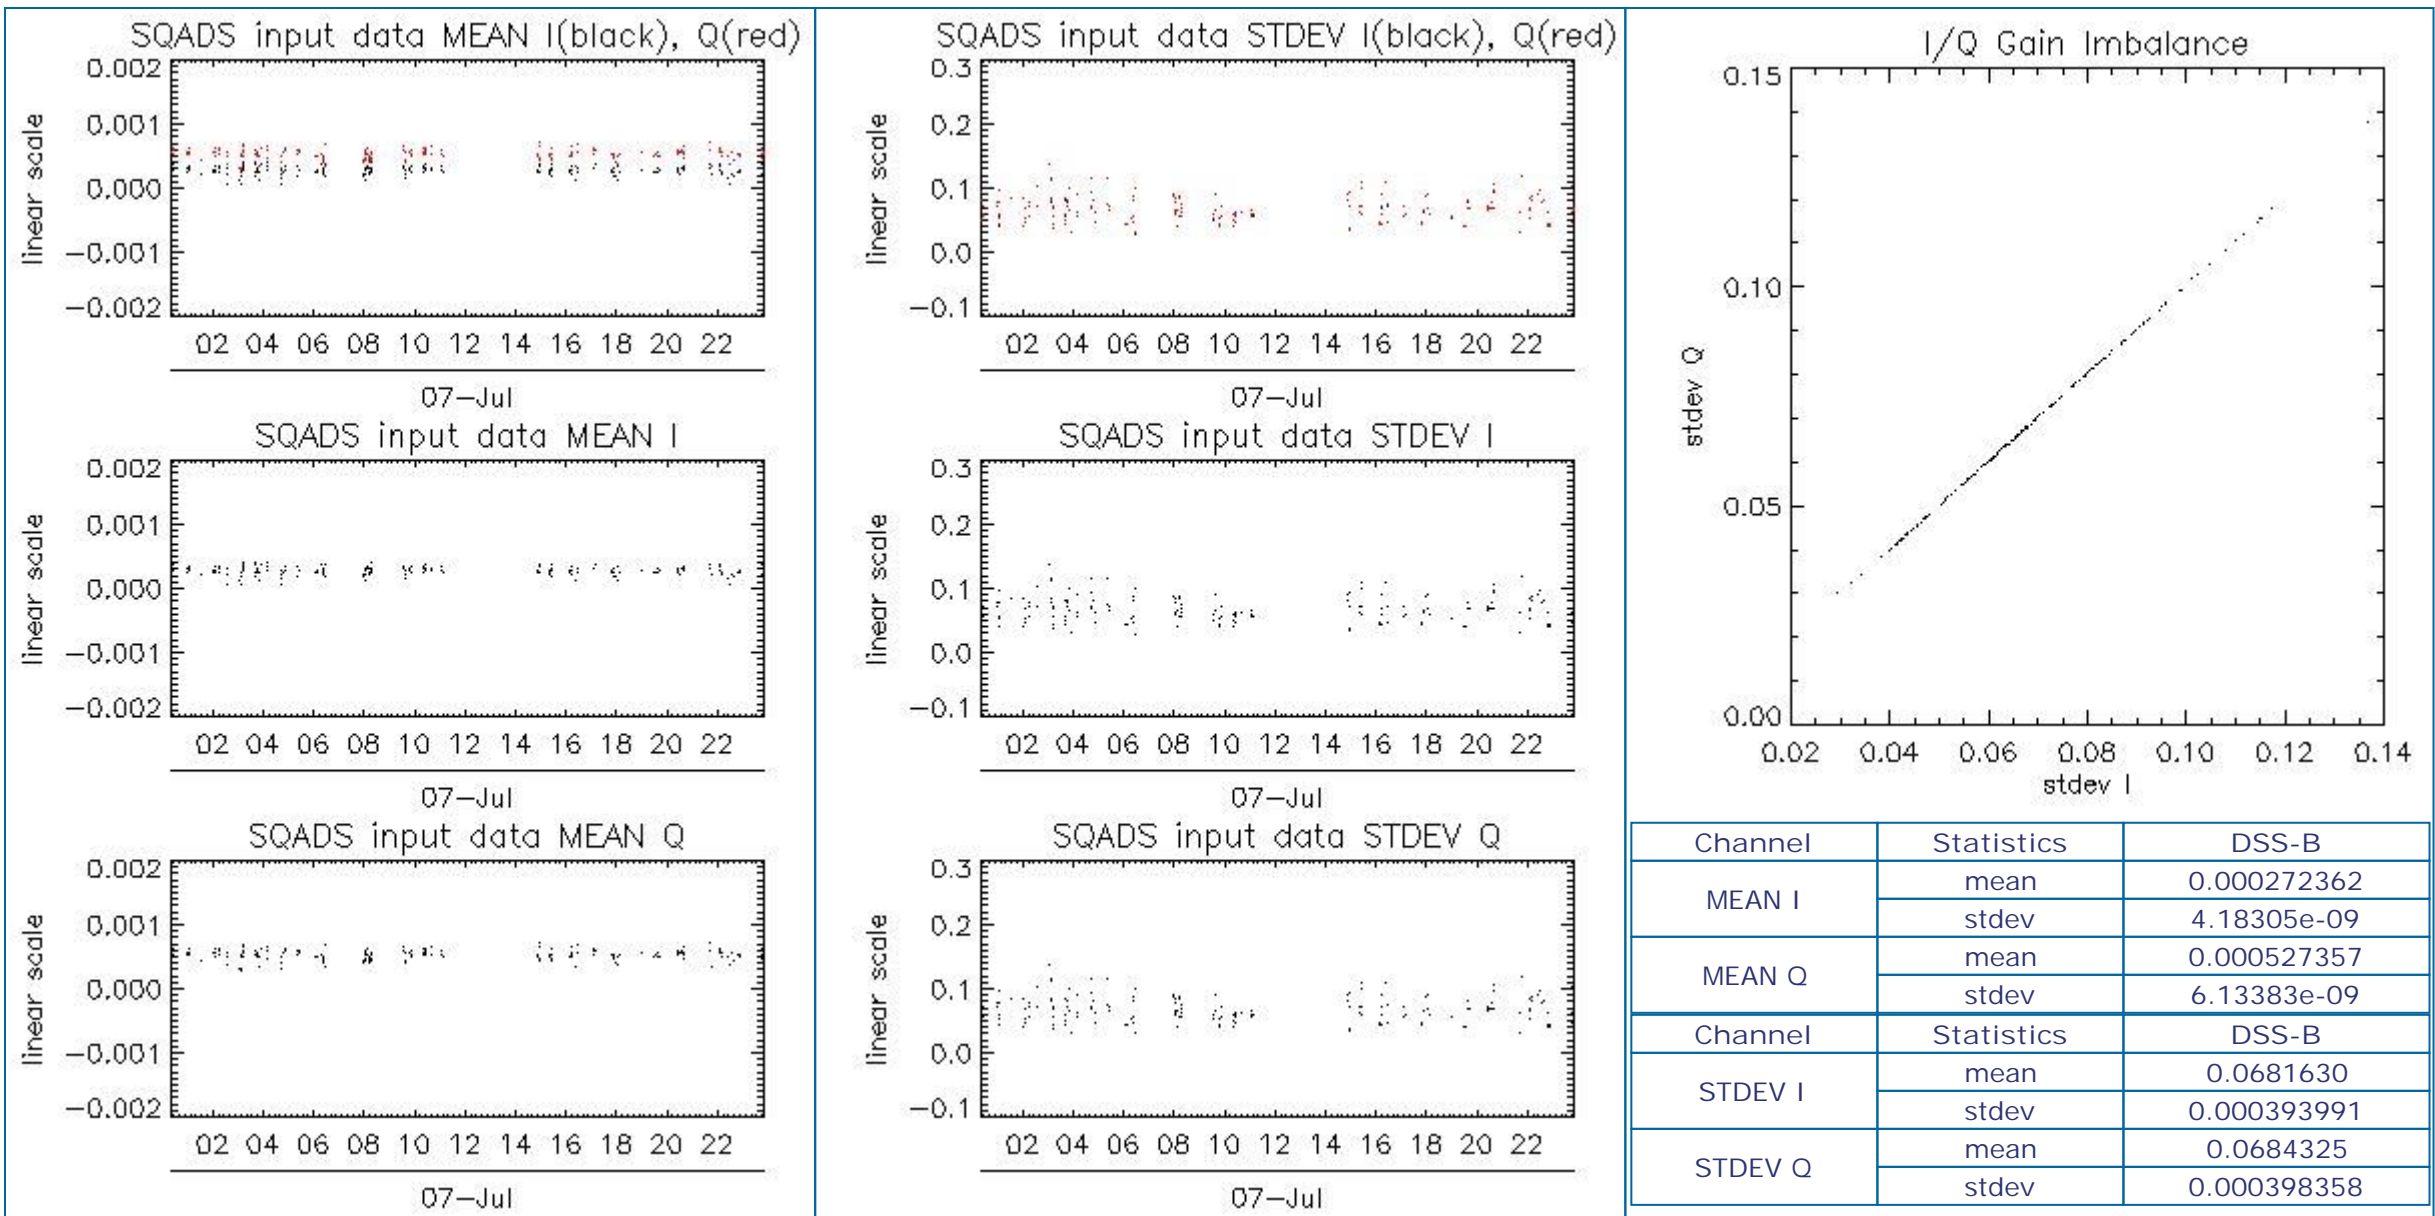 SQADS input data MEAN I(black), Q(red)
0.002
0.001
0.000
−0.001
−0.002
linear scale
02 04 06 08 10 12 14 16 18 20 22
07−Jul
SQADS input data MEAN I
0.002
0.001
0.000
−0.001
−0.002
linear scale
02 04 06 08 10 12 14 16 18 20 22
07−Jul
SQADS input data MEAN Q
0.002
0.001
0.000
−0.001
−0.002
linear scale
02 04 06 08 10 12 14 16 18 20 22
07−Jul
SQADS input data STDEV I(black), Q(red)
0.3
0.2
0.1
0.0
−0.1
linear scale
02 04 06 08 10 12 14 16 18 20 22
07−Jul
SQADS input data STDEV I
0.3
0.2
0.1
0.0
−0.1
linear scale
02 04 06 08 10 12 14 16 18 20 22
07−Jul
SQADS input data STDEV Q
0.3
0.2
0.1
0.0
−0.1
linear scale
02 04 06 08 10 12 14 16 18 20 22
07−Jul
I/Q Gain Imbalance
0.15
0.10
0.05
0.00
stdev Q
0.02 0.04 0.06 0.08 0.10 0.12 0.14
stdev I
Channel Statistics DSS-B
MEAN I mean 0.000272362
stdev 4.18305e-09
MEAN Q mean 0.000527357
stdev 6.13383e-09
Channel Statistics DSS-B
STDEV I mean 0.0681630
stdev 0.000393991
STDEV Q mean 0.0684325
stdev 0.000398358